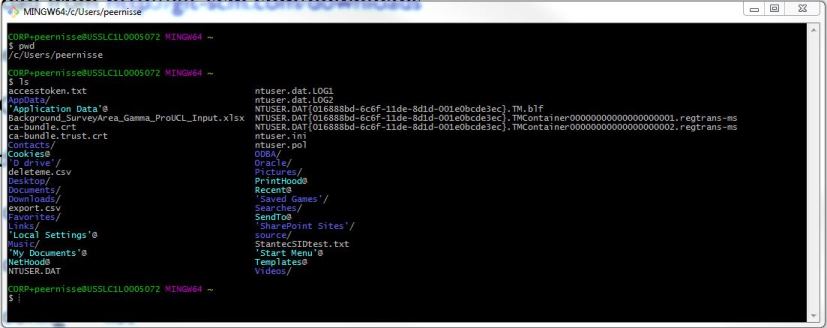 MINGW64:/c/Users/peernisse
CORP+peernisse@USSLC1L0005072 MINGW64 ~
$ pwd
/c/Users/peernisse
CORP+peernisse@USSLC1L0005072 MINGW64 ~
$ ls
accesstoken.txt ntuser.dat.LOG1
AppData/ ntuser.dat.LOG2
'Application Data'@ NTUSER.DAT{016888bd-6c6f-11de-8d1d-001e0bcde3ec}.TM.blf
Background_SurveyArea_Gamma_ProUCL_Input.xlsx NTUSER.DAT{016888bd-6c6f-11de-8d1d-001e0bcde3ec}.TMContainer00000000000000000001.regtrans-ms
ca-bundle.crt NTUSER.DAT{016888bd-6c6f-11de-8d1d-001e0bcde3ec}.TMContainer00000000000000000002.regtrans-ms
ca-bundle.trust.crt ntuser.ini
Contacts/ ntuser.pol
Cookies@ ODBA/
'D drive'/ Oracle/
deleteme.csv Pictures/
Desktop/ PrintHood@
Documents/ Recent@
Downloads/ 'Saved Games'/
export.csv Searches/
Favorites/ SendTo@
Links/ 'SharePoint Sites'/
'Local Settings'@ source/
Music/ StantecSIDtest.txt
'My Documents'@ 'Start Menu'@
NetHood@ Templates@
NTUSER.DAT Videos/
CORP+peernisse@USSLC1L0005072 MINGW64 ~
$